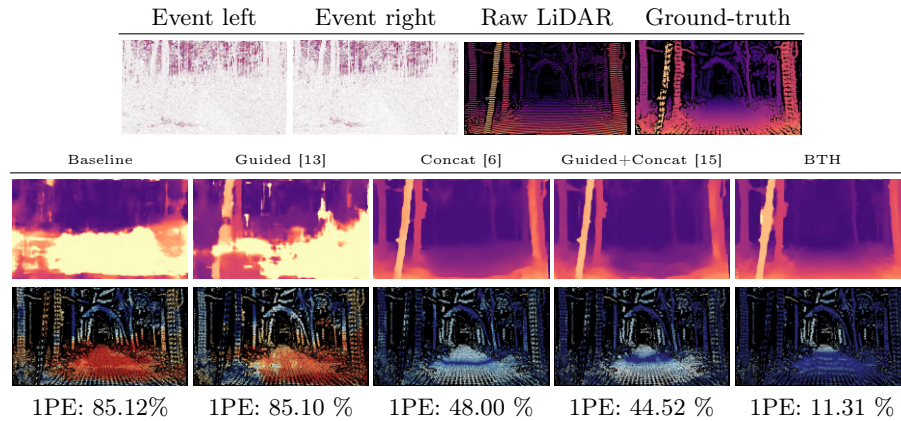 Event left Event right Raw LiDAR Ground-truth
Baseline Guided [13] Concat [6] Guided+Concat [15] BTH
1PE: 85.12% 1PE: 85.10 % 1PE: 48.00 % 1PE: 44.52 % 1PE: 11.31 %